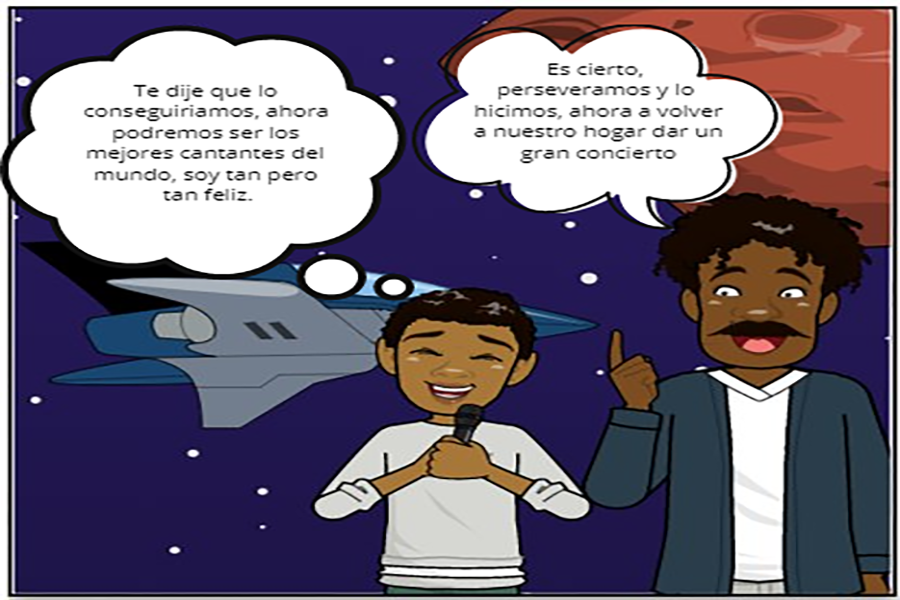 Te dije que lo
conseguiriamos, ahora
podremos ser los
mejores cantantes del
mundo, soy tan pero
tan feliz.
Es cierto,
perseveramos y lo
hicimos, ahora a volver
a nuestro hogar dar un
gran concierto